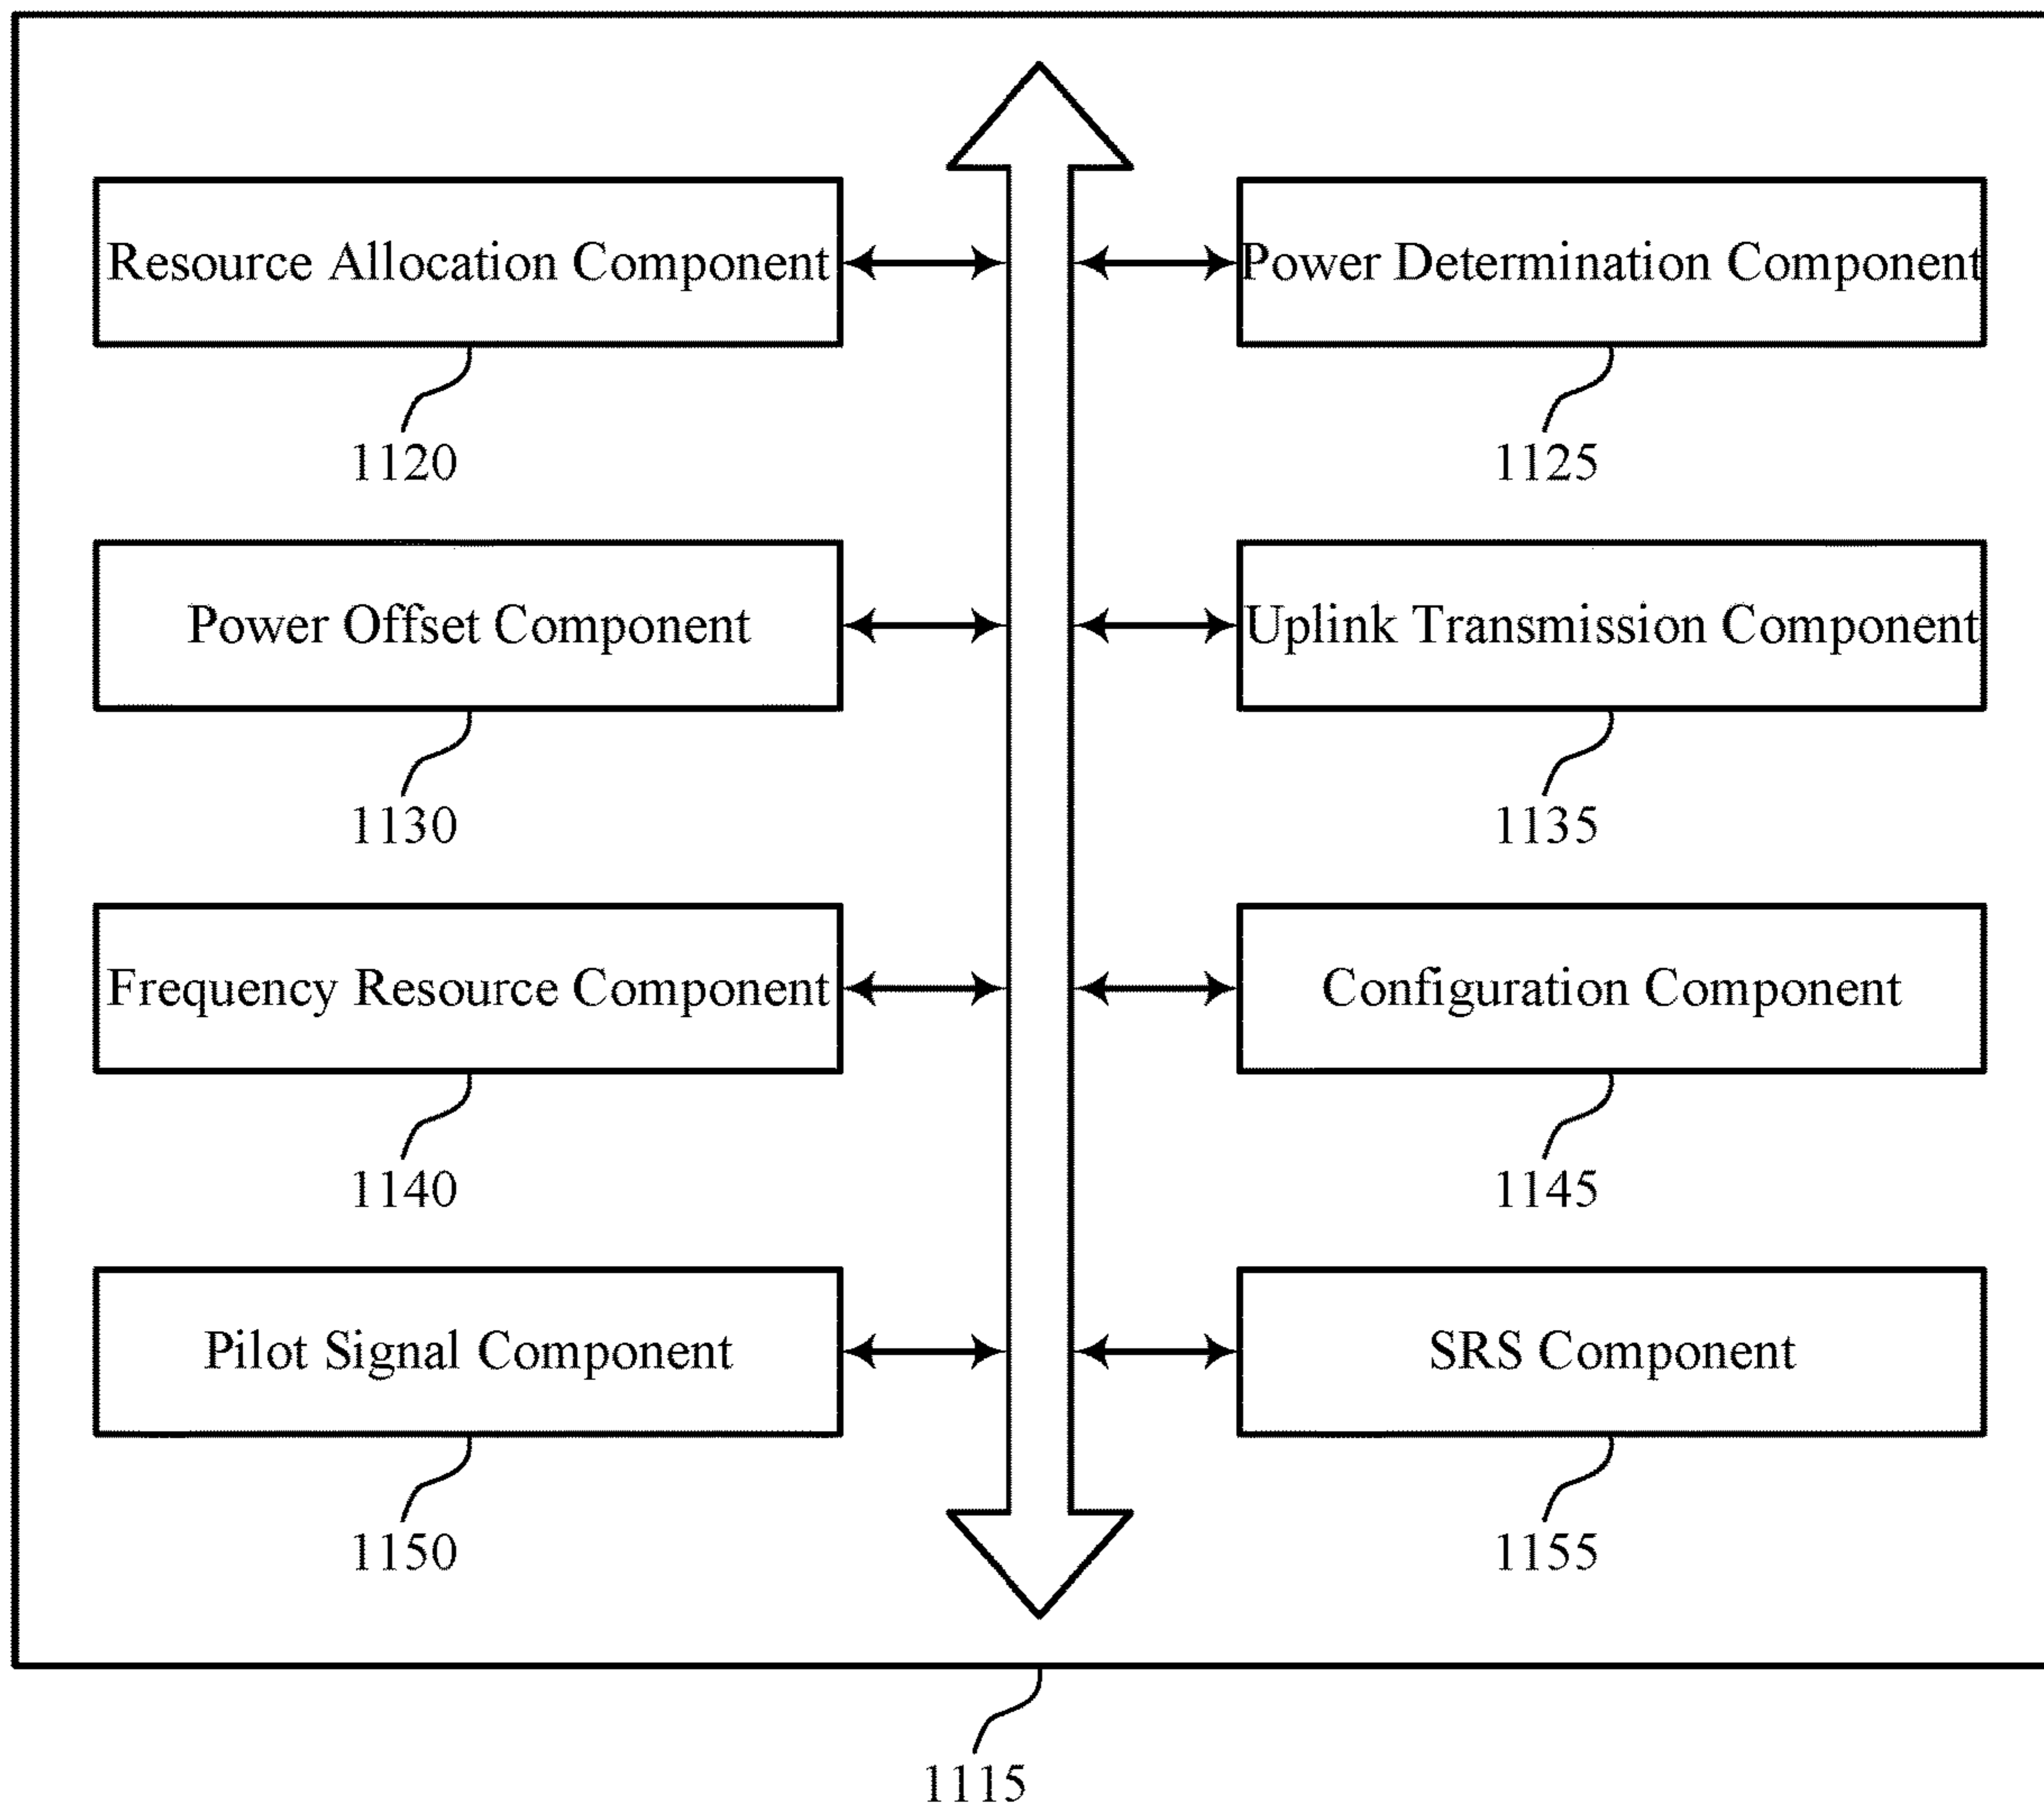 Resource Allocation Component
Power Determination Component
1120
1125
Power Offset Component
Uplink Transmission Component
1130
1135
Frequency Resource Component
Configuration Component
1140
1145
Pilot Signal Component
SRS Component
1150
1155
1115